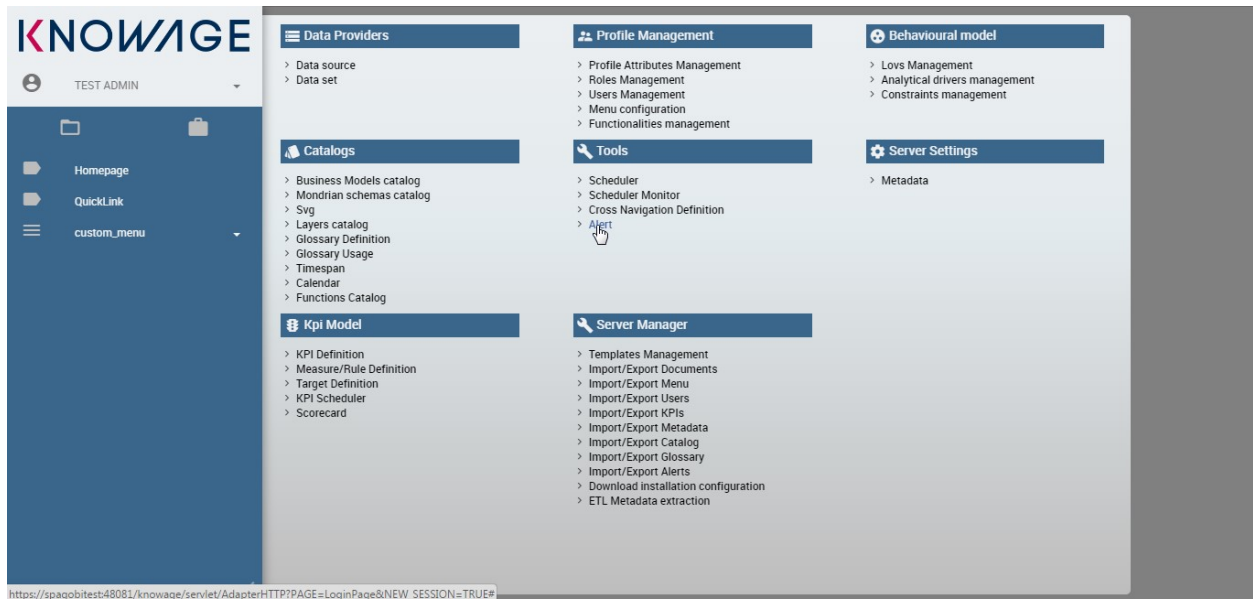 KNOWAGE
TEST ADMIN
Homepage
QuickLink
custom_menu
Data Providers
> Data source
> Data set
Profile Management
> Profile Attributes Management
> Roles Management
> Users Management
> Menu configuration
> Functionalities management
Behavioural model
> Lovs Management
> Analytical drivers management
> Constraints management
Catalogs
> Business Models catalog
> Mondrian schemas catalog
> Svg
> Layers catalog
> Glossary Definition
> Glossary Usage
> Timespan
> Calendar
> Functions Catalog
Tools
> Scheduler
> Scheduler Monitor
> Cross Navigation Definition
> Alert
Server Settings
> Metadata
Kpi Model
> KPI Definition
> Measure/Rule Definition
> Target Definition
> KPI Scheduler
> Scorecard
Server Manager
> Templates Management
> Import/Export Documents
> Import/Export Menu
> Import/Export Users
> Import/Export KPIs
> Import/Export Metadata
> Import/Export Catalog
> Import/Export Glossary
> Import/Export Alerts
> Download installation configuration
> ETL Metadata extraction
https://spagobitest:48081/knowage/servlet/AdapterHTTP?PAGE=LoginPage&NEW_SESSION=TRUE#